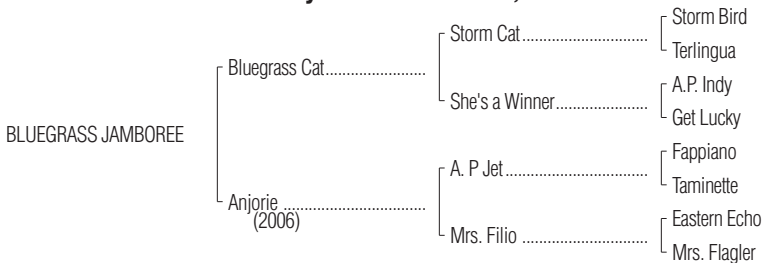 Storm Bird
Storm Cat
Terlingua
Bluegrass Cat
A.P. Indy
She's a Winner
Get Lucky
BLUEGRASS JAMBOREE
Fappiano
A. P Jet
Taminette
Anjorie
(2006)
Eastern Echo
Mrs. Filio
Mrs. Flagler